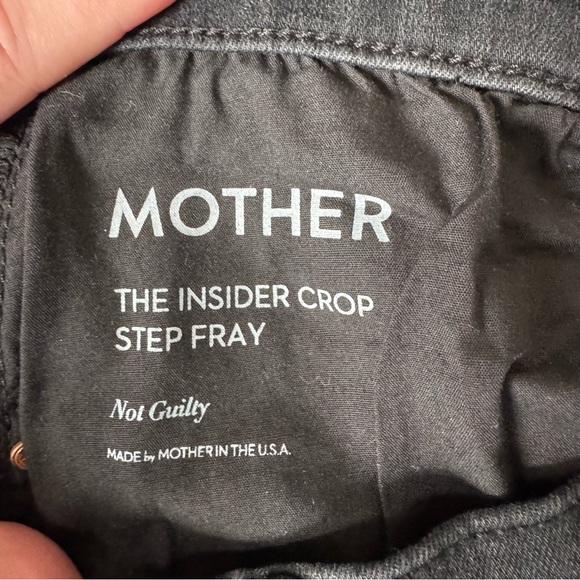 MOTHER
THE INSIDER CROP
STEP FRAY
Not Guilty
MADE by MOTHER IN THE U.S.A.